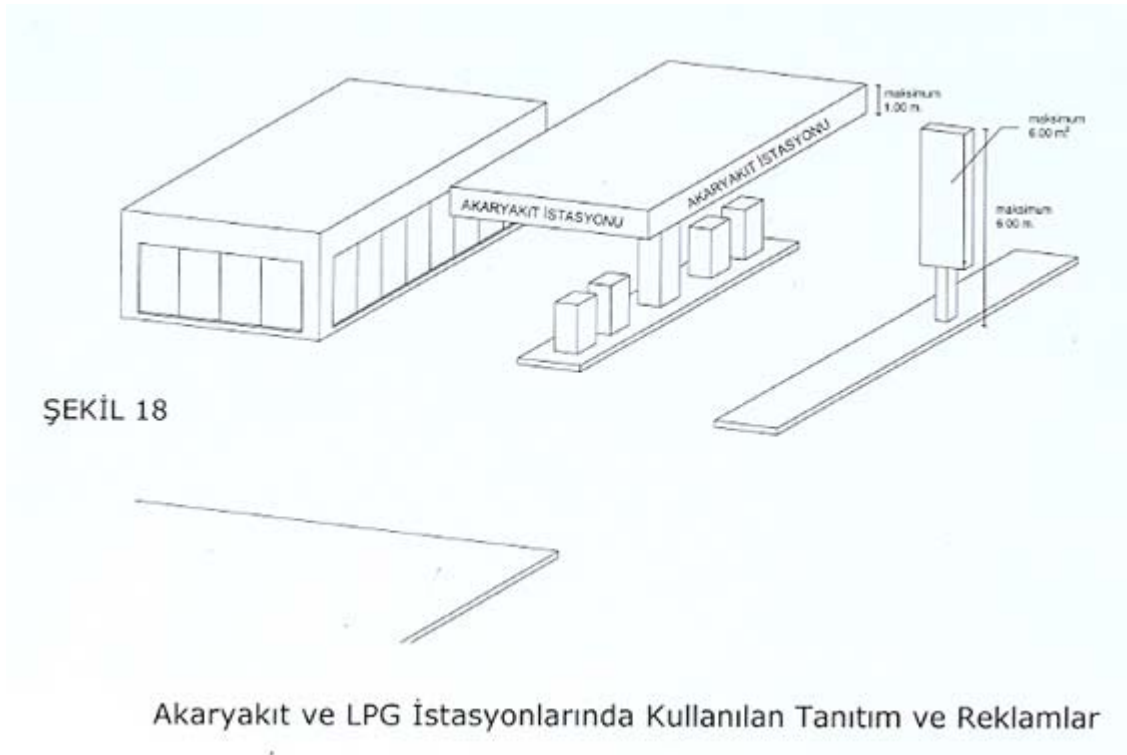 maksimum
1.00 m.
maksimum
6.00 m²
AKARYAKIT İSTASYONU
AKARYAKIT İSTASYONU
maksimum
6.00 m.
ŞEKİL 18
Akaryakıt ve LPG İstasyonlarında Kullanılan Tanıtım ve Reklamlar